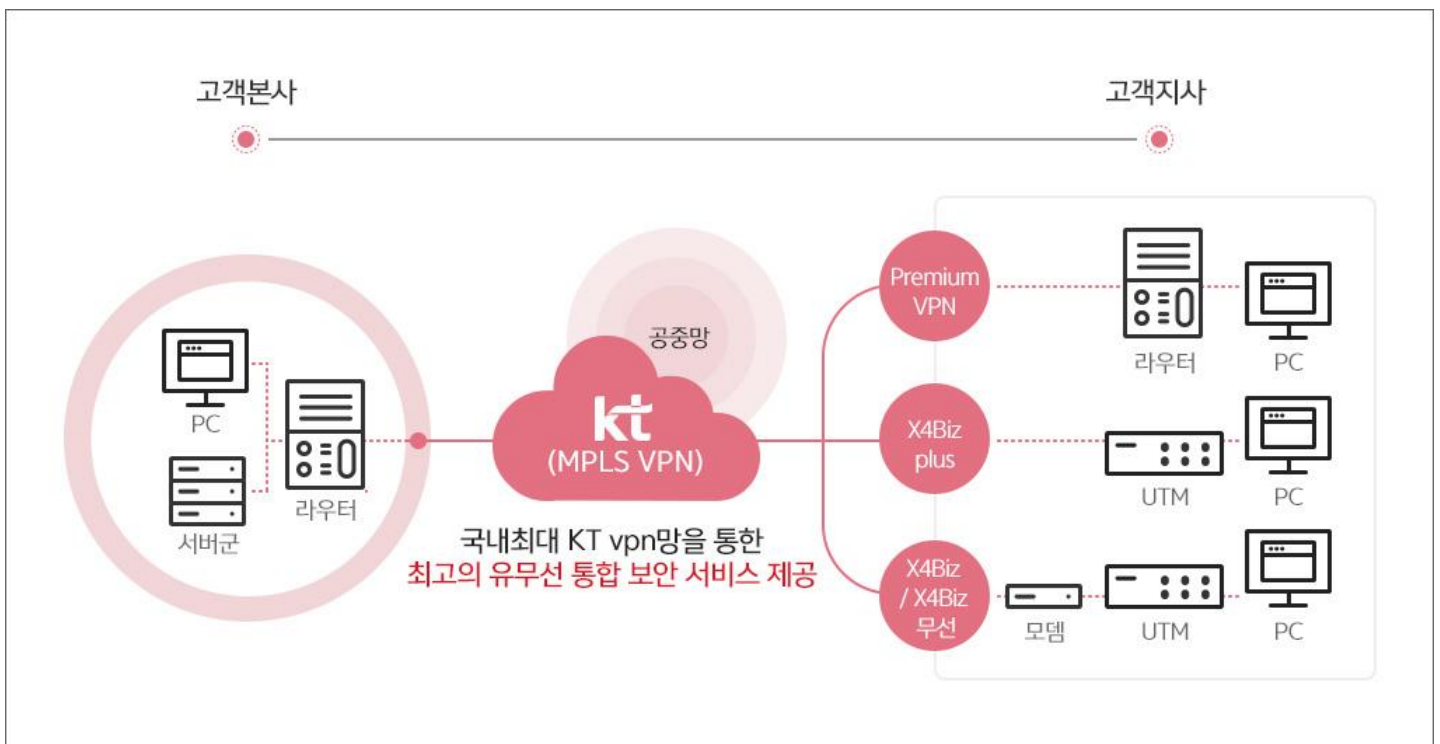 고객본사
고객지사
공중망
kt
(MPLS VPN)
PC
서버군
라우터
국내최대 KT vpn망을 통한
최고의 유무선 통합 보안 서비스 제공
Premium
VPN
라우터
PC
X4Biz
plus
UTM
PC
X4Biz
/ X4Biz
무선
모뎀
UTM
PC